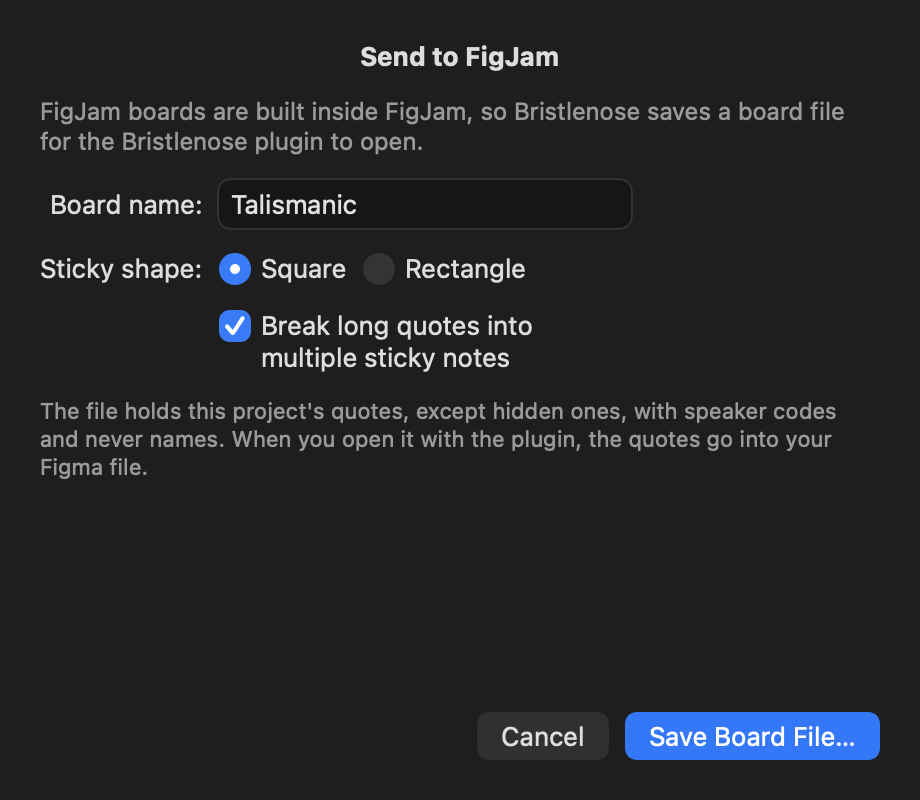 Send to FigJam
FigJam boards are built inside FigJam, so Bristlenose saves a board file
for the Bristlenose plugin to open.
Board name: Talismanic
Sticky shape: Square Rectangle
Break long quotes into
multiple sticky notes
The file holds this project's quotes, except hidden ones, with speaker codes
and never names. When you open it with the plugin, the quotes go into your
Figma file.
Cancel Save Board File...